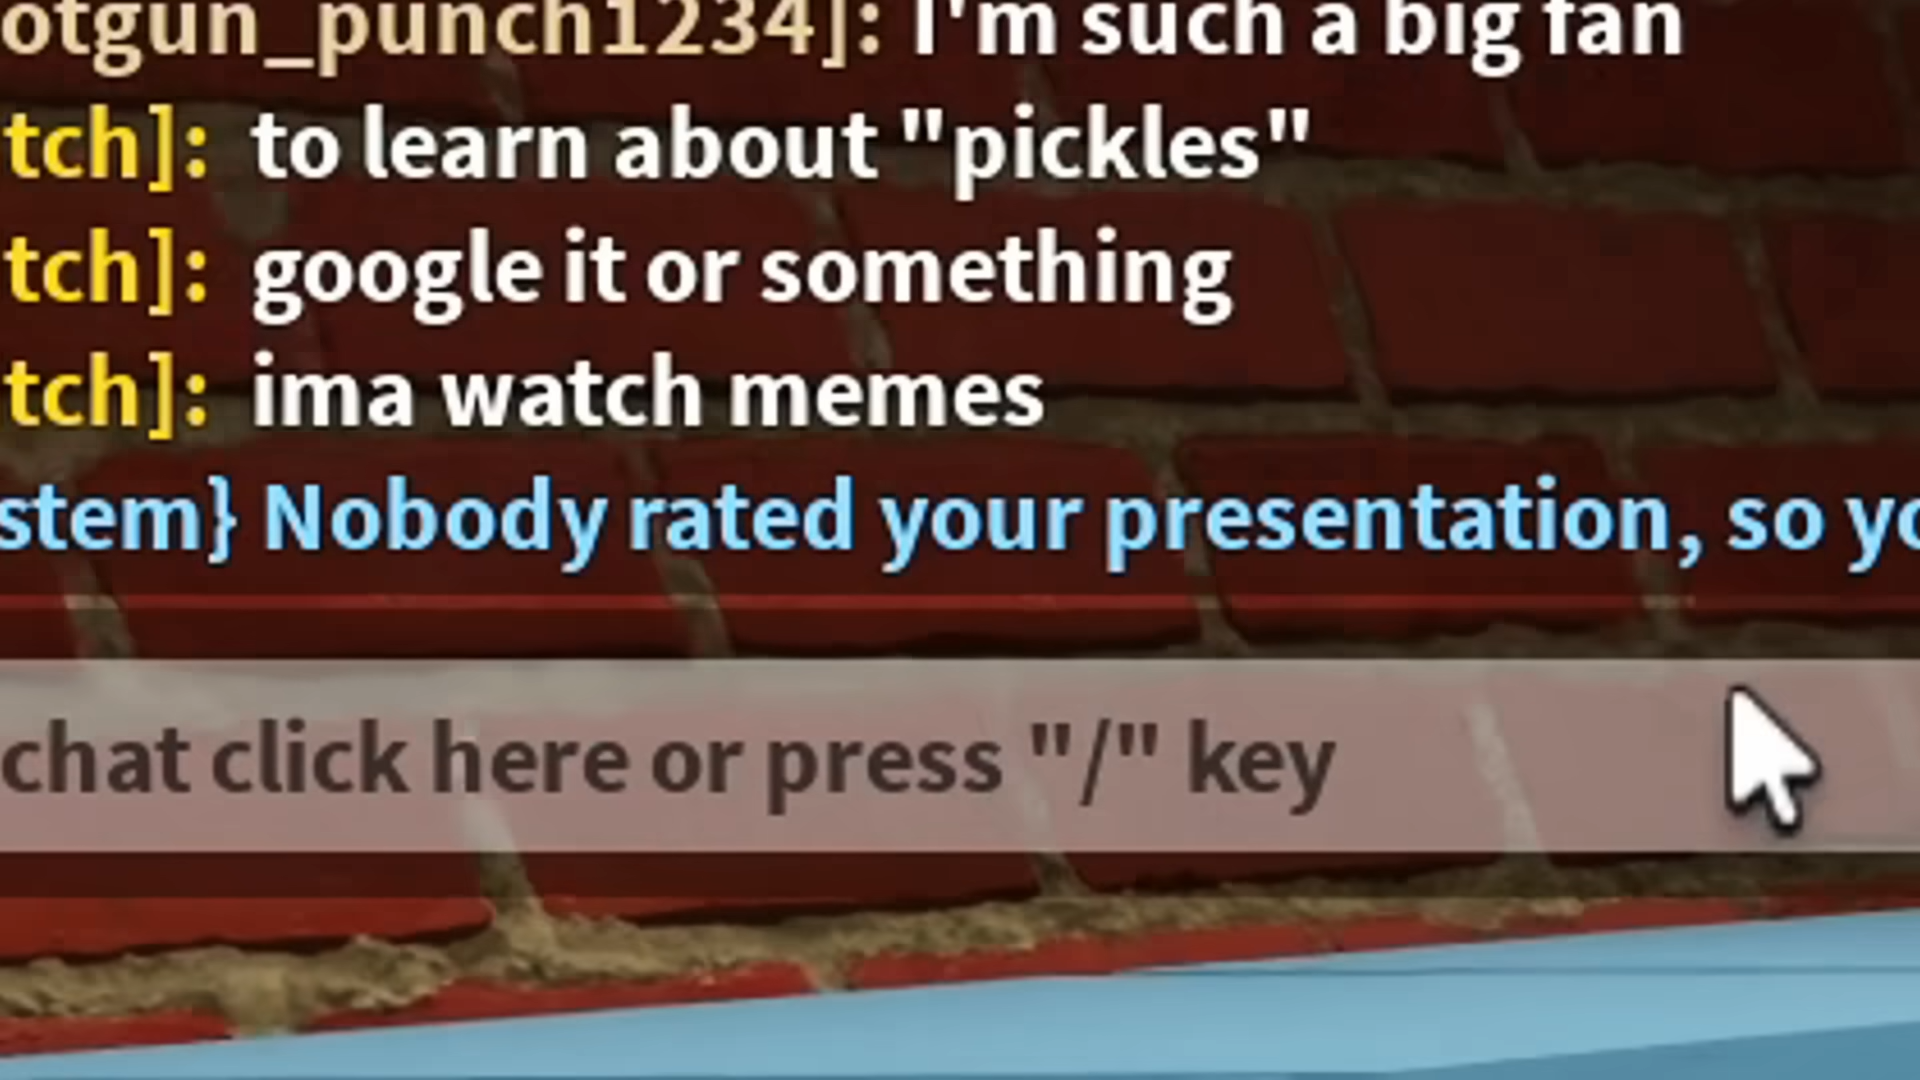 otgun_punch1234]: I'm such a big fan
tch]: to learn about "pickles"
tch]: google it or something
tch]: ima watch memes
stem} Nobody rated your presentation, so yo
chat click here or press "/" key